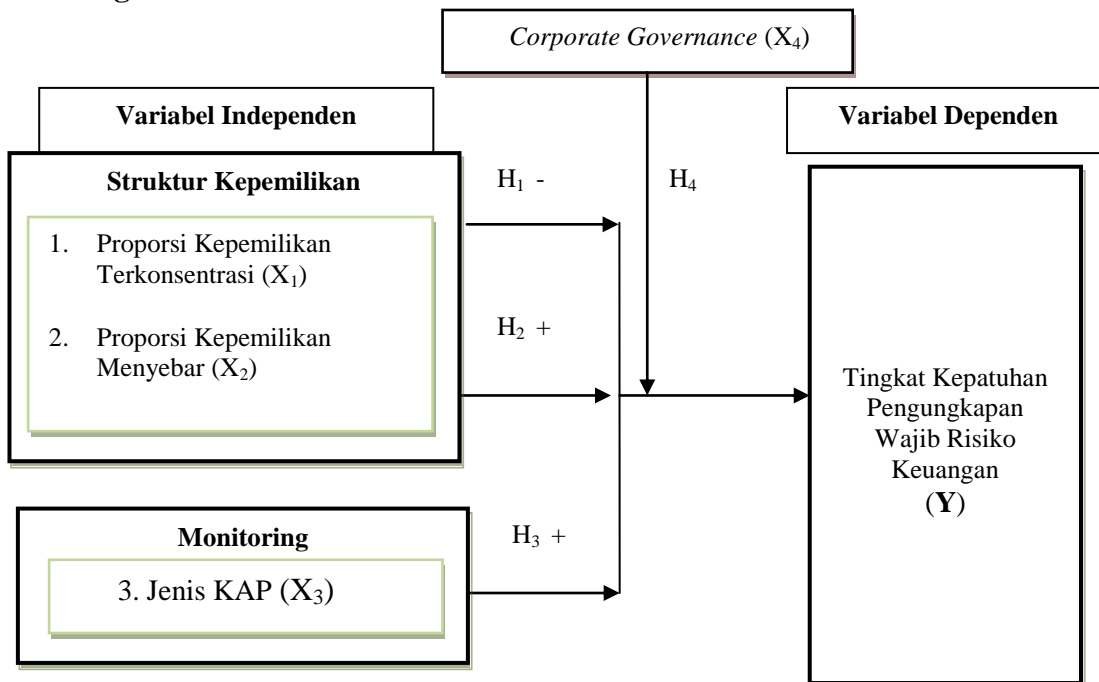 Corporate Governance (X₄)
Variabel Independen
Variabel Dependen
Struktur Kepemilikan
1. Proporsi Kepemilikan
Terkonsentrasi (X₁)
2. Proporsi Kepemilikan
Menyebar (X₂)
H₁ -
H₄
H₂ +
Tingkat Kepatuhan
Pengungkapan
Wajib Risiko
Keuangan
(Y)
Monitoring
3. Jenis KAP (X₃)
H₃ +